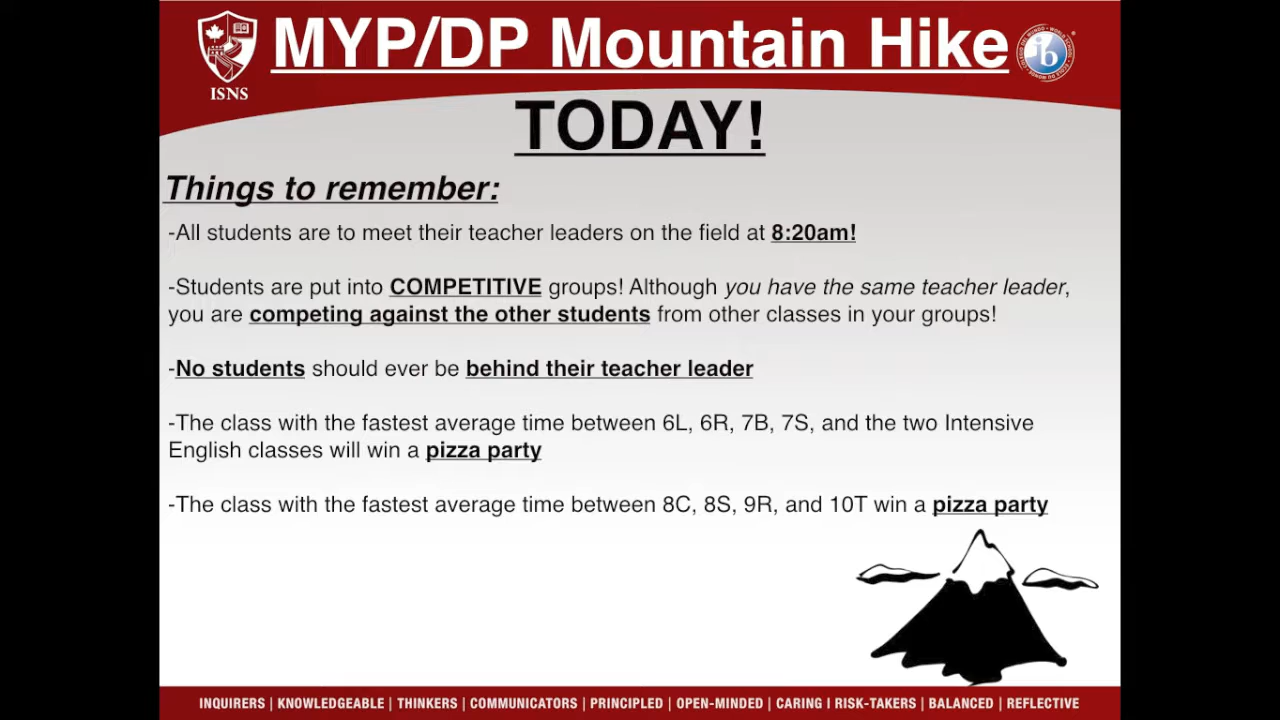 MYP/DP Mountain Hike
ISNS
TODAY!
Things to remember:
-All students are to meet their teacher leaders on the field at 8:20am!
-Students are put into COMPETITIVE groups! Although you have the same teacher leader,
you are competing against the other students from other classes in your groups!
-No students should ever be behind their teacher leader
-The class with the fastest average time between 6L, 6R, 7B, 7S, and the two Intensive
English classes will win a pizza party
-The class with the fastest average time between 8C, 8S, 9R, and 10T win a pizza party
INQUIRERS | KNOWLEDGEABLE | THINKERS | COMMUNICATORS | PRINCIPLED | OPEN-MINDED | CARING I RISK-TAKERS | BALANCED | REFLECTIVE